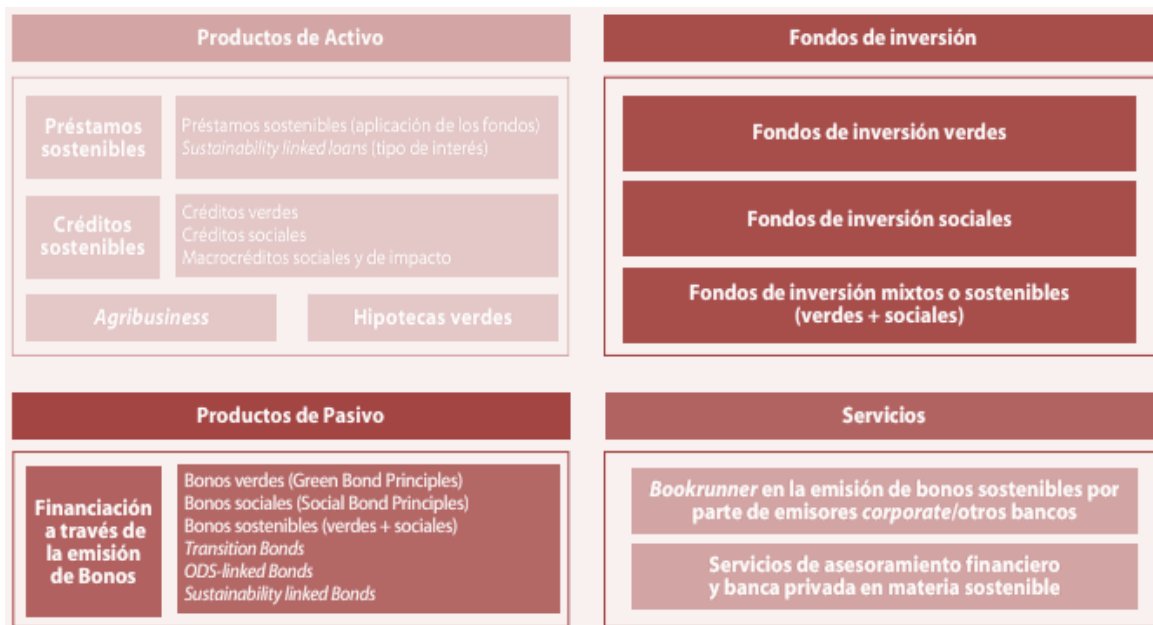 Productos de Activo
Préstamos
sostenibles
Préstamos sostenibles (aplicación de los fondos)
Sustainability linked loans (tipo de interés)
Créditos
sostenibles
Créditos verdes
Créditos sociales
Macrocréditos sociales y de impacto
Agribusiness
Hipotecas verdes
Fondos de inversión
Fondos de inversión verdes
Fondos de inversión sociales
Fondos de inversión mixtos o sostenibles
(verdes + sociales)
Productos de Pasivo
Financiación
a través de
la emisión
de Bonos
Bonos verdes (Green Bond Principles)
Bonos sociales (Social Bond Principles)
Bonos sostenibles (verdes + sociales)
Transition Bonds
ODS-linked Bonds
Sustainability linked Bonds
Servicios
Bookrunner en la emisión de bonos sostenibles por
parte de emisores corporate/otros bancos
Servicios de asesoramiento financiero
y banca privada en materia sostenible